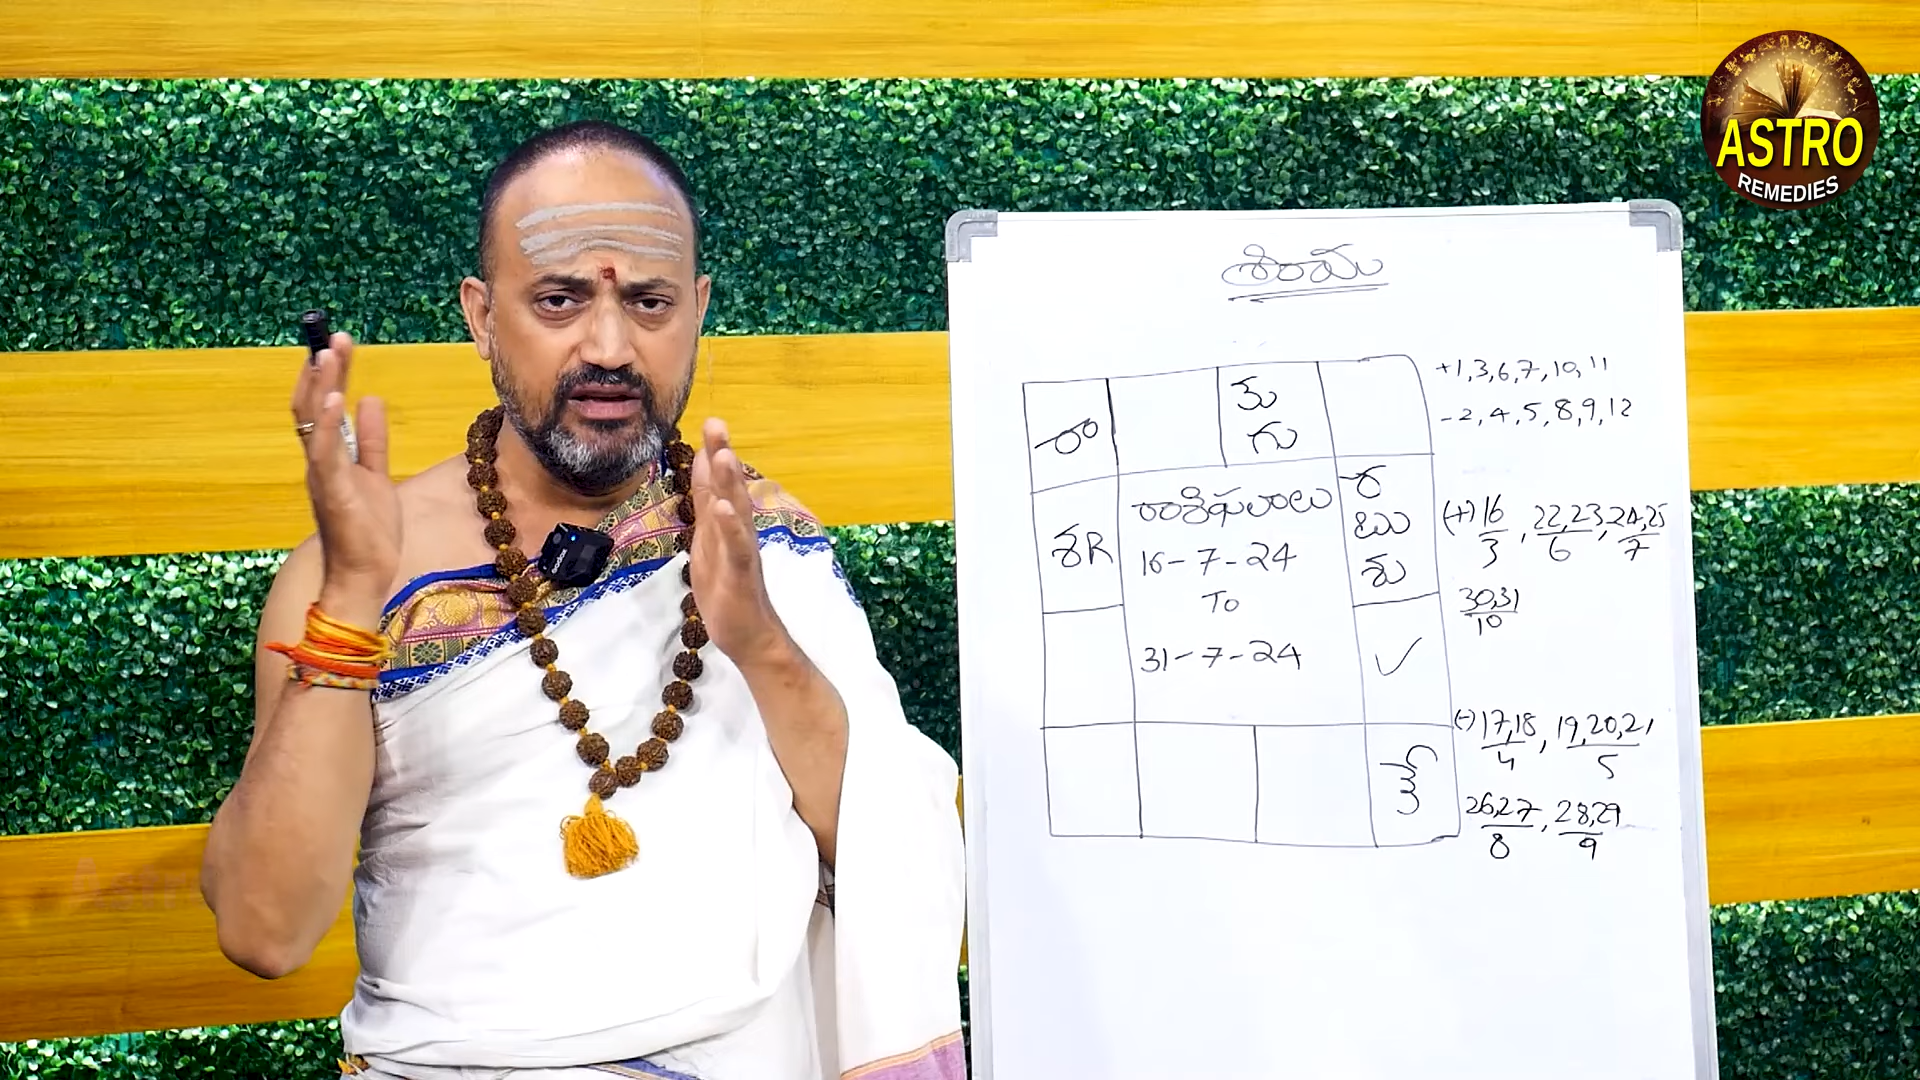 ASTRO
REMEDIES
శ్రీరామ
+1,3,6,7,10,11
-2,4,5,8,9,12
రా
కు
గు
శR
రాశిఫలాలు
16-7-24
To
31-7-24
ర
బు
శు
✓
కే
(+) 16/3, 22,23/6, 24,25/7
30,31/10
(-) 17,18/4, 19,20,21/5
26,27/8, 28,29/9